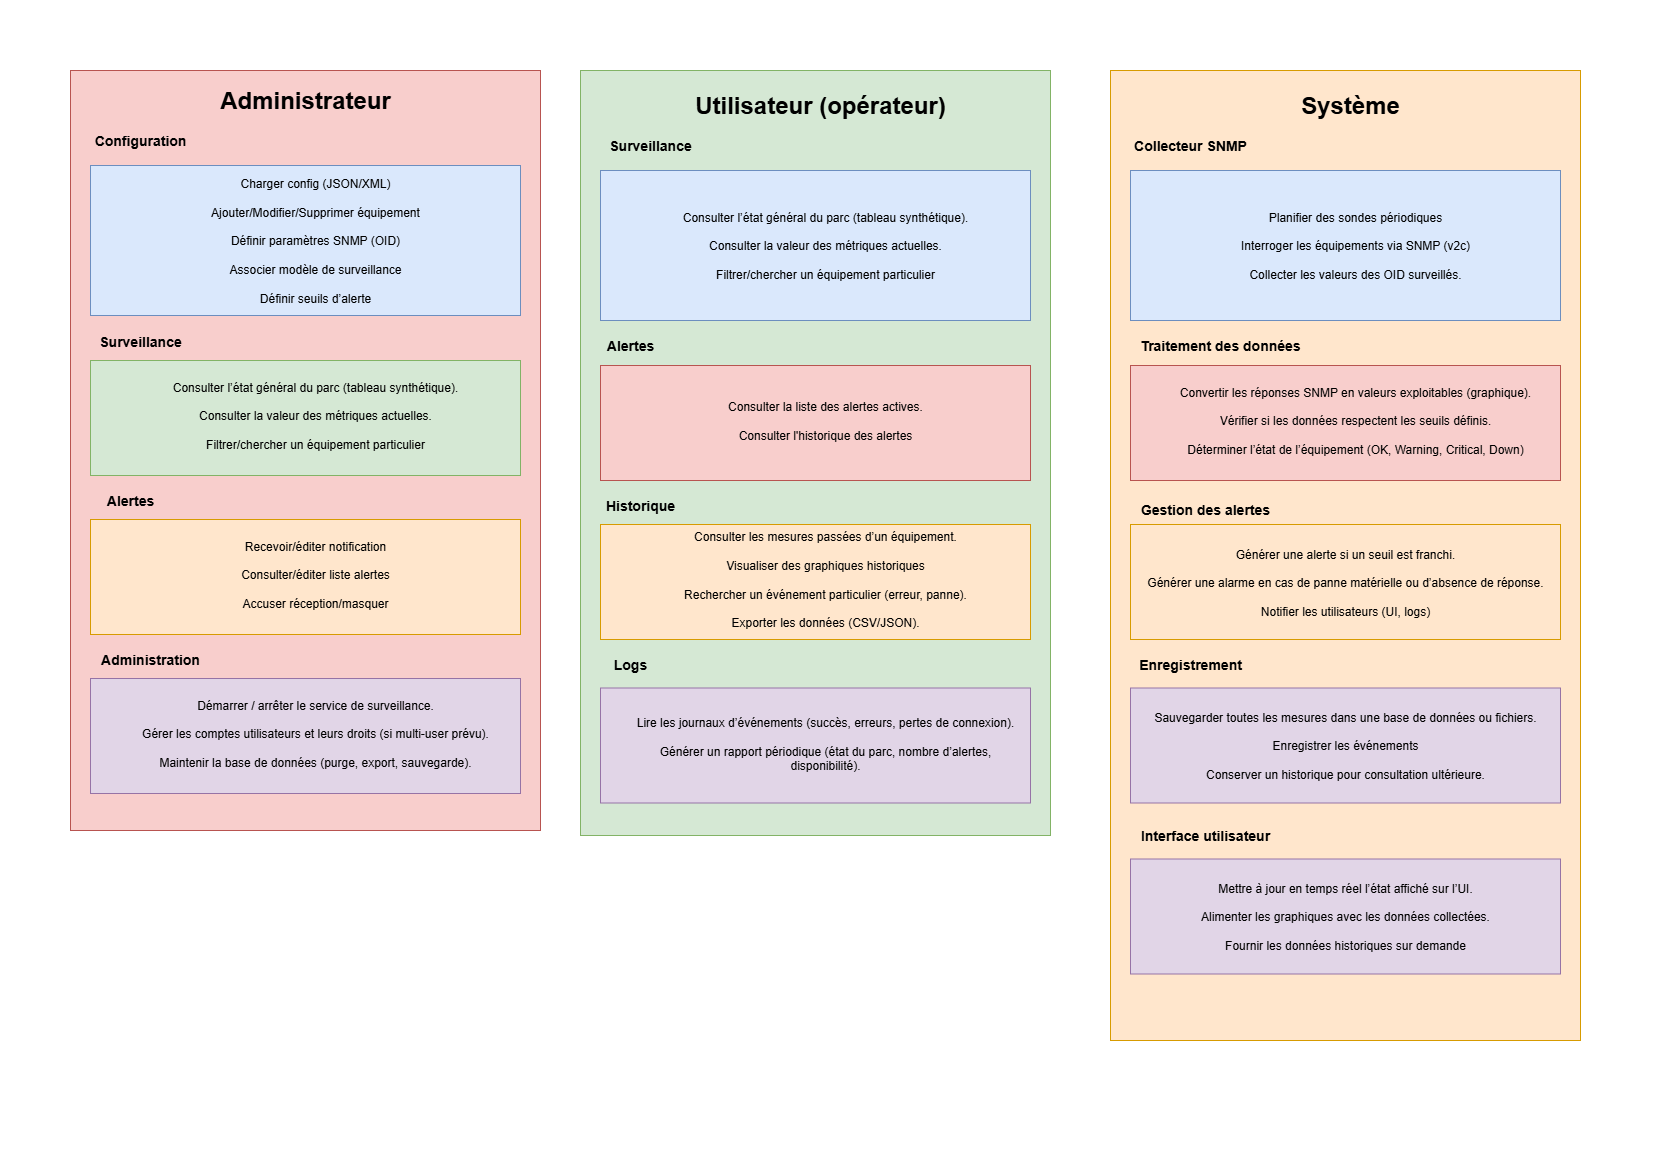 Administrateur
Configuration
Charger config (JSON/XML)
Ajouter/Modifier/Supprimer équipement
Définir paramètres SNMP (OID)
Associer modèle de surveillance
Définir seuils d’alerte
Surveillance
Consulter l’état général du parc (tableau synthétique).
Consulter la valeur des métriques actuelles.
Filtrer/chercher un équipement particulier
Alertes
Recevoir/éditer notification
Consulter/éditer liste alertes
Accuser réception/masquer
Administration
Démarrer / arrêter le service de surveillance.
Gérer les comptes utilisateurs et leurs droits (si multi-user prévu).
Maintenir la base de données (purge, export, sauvegarde).
Utilisateur (opérateur)
Surveillance
Consulter l’état général du parc (tableau synthétique).
Consulter la valeur des métriques actuelles.
Filtrer/chercher un équipement particulier
Alertes
Consulter la liste des alertes actives.
Consulter l'historique des alertes
Historique
Consulter les mesures passées d’un équipement.
Visualiser des graphiques historiques
Rechercher un événement particulier (erreur, panne).
Exporter les données (CSV/JSON).
Logs
Lire les journaux d’événements (succès, erreurs, pertes de connexion).
Générer un rapport périodique (état du parc, nombre d’alertes,
disponibilité).
Système
Collecteur SNMP
Planifier des sondes périodiques
Interroger les équipements via SNMP (v2c)
Collecter les valeurs des OID surveillés.
Traitement des données
Convertir les réponses SNMP en valeurs exploitables (graphique).
Vérifier si les données respectent les seuils définis.
Déterminer l’état de l’équipement (OK, Warning, Critical, Down)
Gestion des alertes
Générer une alerte si un seuil est franchi.
Générer une alarme en cas de panne matérielle ou d’absence de réponse.
Notifier les utilisateurs (UI, logs)
Enregistrement
Sauvegarder toutes les mesures dans une base de données ou fichiers.
Enregistrer les événements
Conserver un historique pour consultation ultérieure.
Interface utilisateur
Mettre à jour en temps réel l’état affiché sur l’UI.
Alimenter les graphiques avec les données collectées.
Fournir les données historiques sur demande